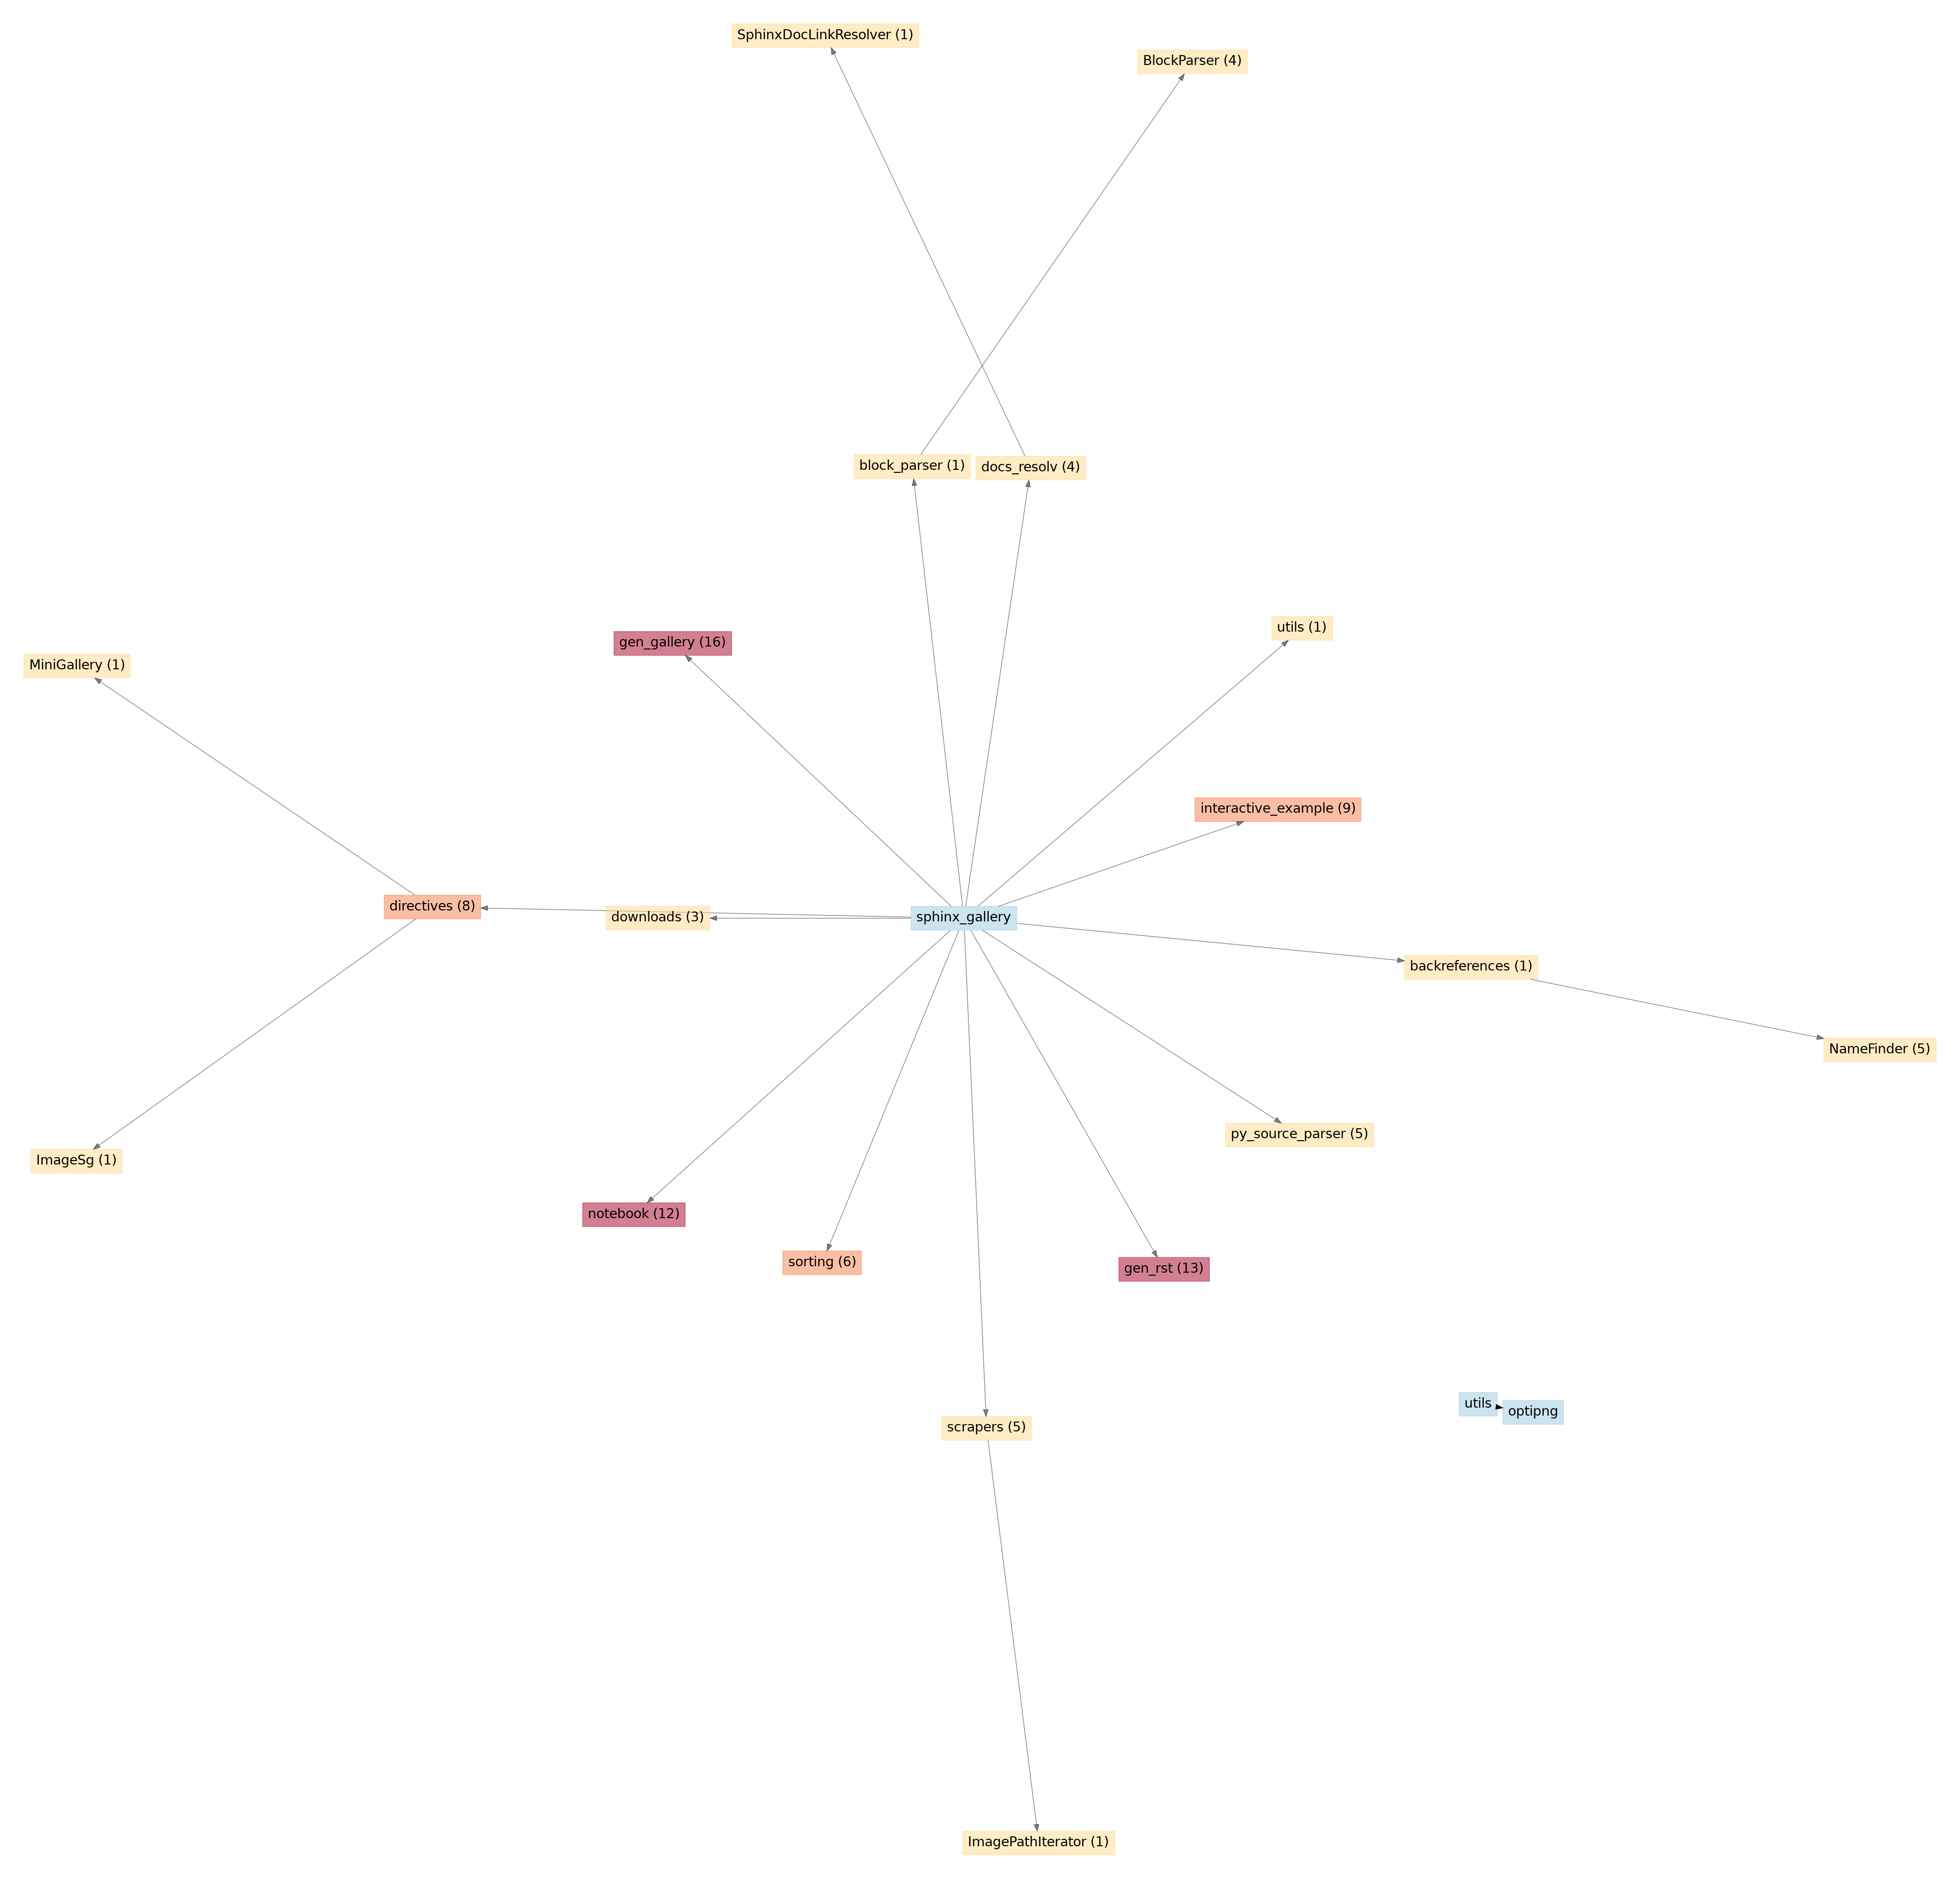 SphinxDocLinkResolver (1)
BlockParser (4)
block_parser (1)
docs_resolv (4)
utils (1)
gen_gallery (16)
MiniGallery (1)
interactive_example (9)
directives (8)
downloads (3)
sphinx_gallery
backreferences (1)
NameFinder (5)
py_source_parser (5)
ImageSg (1)
notebook (12)
sorting (6)
gen_rst (13)
utils
optipng
scrapers (5)
ImagePathIterator (1)